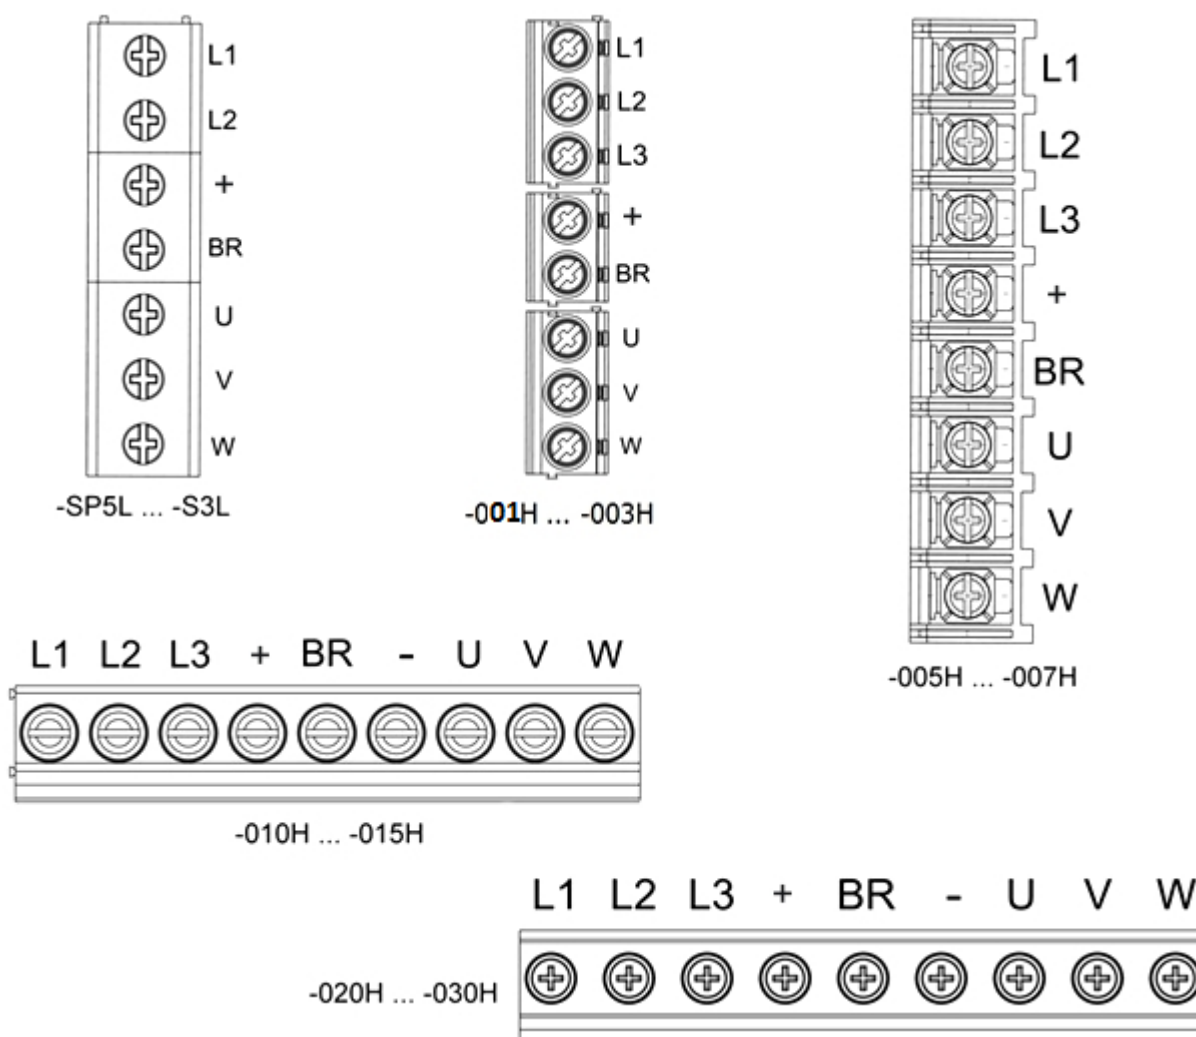 L1
L2
+
BR
U
V
W
-SP5L ... -S3L
L1
L2
L3
+
BR
U
V
W
-001H ... -003H
L1
L2
L3
+
BR
U
V
W
-005H ... -007H
L1 L2 L3 + BR - U V W
-010H ... -015H
L1 L2 L3 + BR - U V W
-020H ... -030H